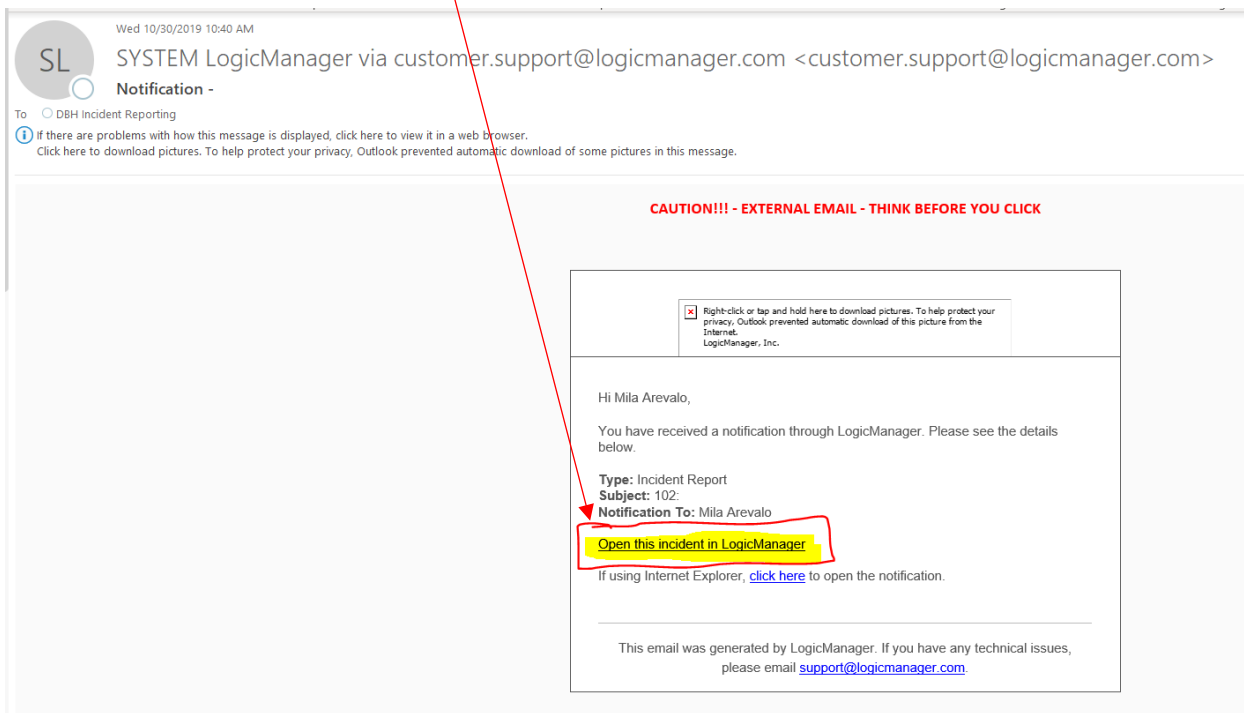 Wed 10/30/2019 10:40 AM
SL
SYSTEM LogicManager via customer.support@logicmanager.com <customer.support@logicmanager.com>
Notification -
To DBH Incident Reporting
If there are problems with how this message is displayed, click here to view it in a web browser.
Click here to download pictures. To help protect your privacy, Outlook prevented automatic download of some pictures in this message.
CAUTION!!! - EXTERNAL EMAIL - THINK BEFORE YOU CLICK
Right-click or tap and hold here to download pictures. To help protect your
privacy, Outlook prevented automatic download of this picture from the
Internet.
LogicManager, Inc.
Hi Mila Arevalo,
You have received a notification through LogicManager. Please see the details
below.
Type: Incident Report
Subject: 102:
Notification To: Mila Arevalo
Open this incident in LogicManager
If using Internet Explorer, click here to open the notification.
This email was generated by LogicManager. If you have any technical issues,
please email support@logicmanager.com.